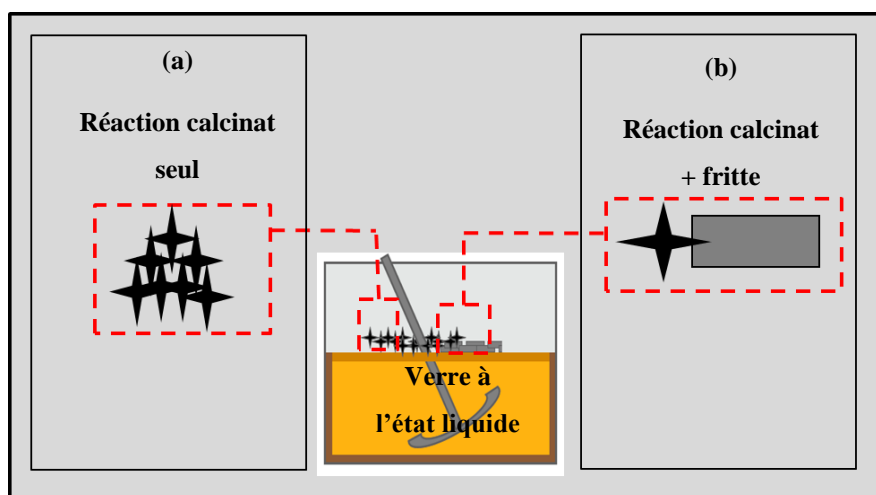 (a)
Réaction calcinat
seul
(b)
Réaction calcinat
+ fritte
Verre à
l’état liquide